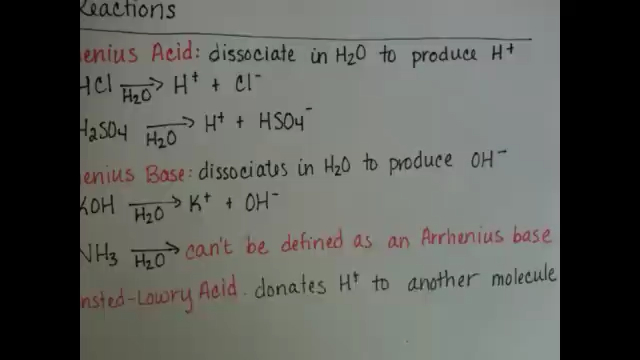 Reactions
enius Acid: dissociate in H2O to produce H+
HCl H2O→ H+ + Cl-
H2SO4 H2O→ H+ + HSO4-
enius Base: dissociates in H2O to produce OH-
KOH H2O→ K+ + OH-
NH3 H2O→ can't be defined as an Arrhenius base
nsted-Lowry Acid. donates H+ to another molecule